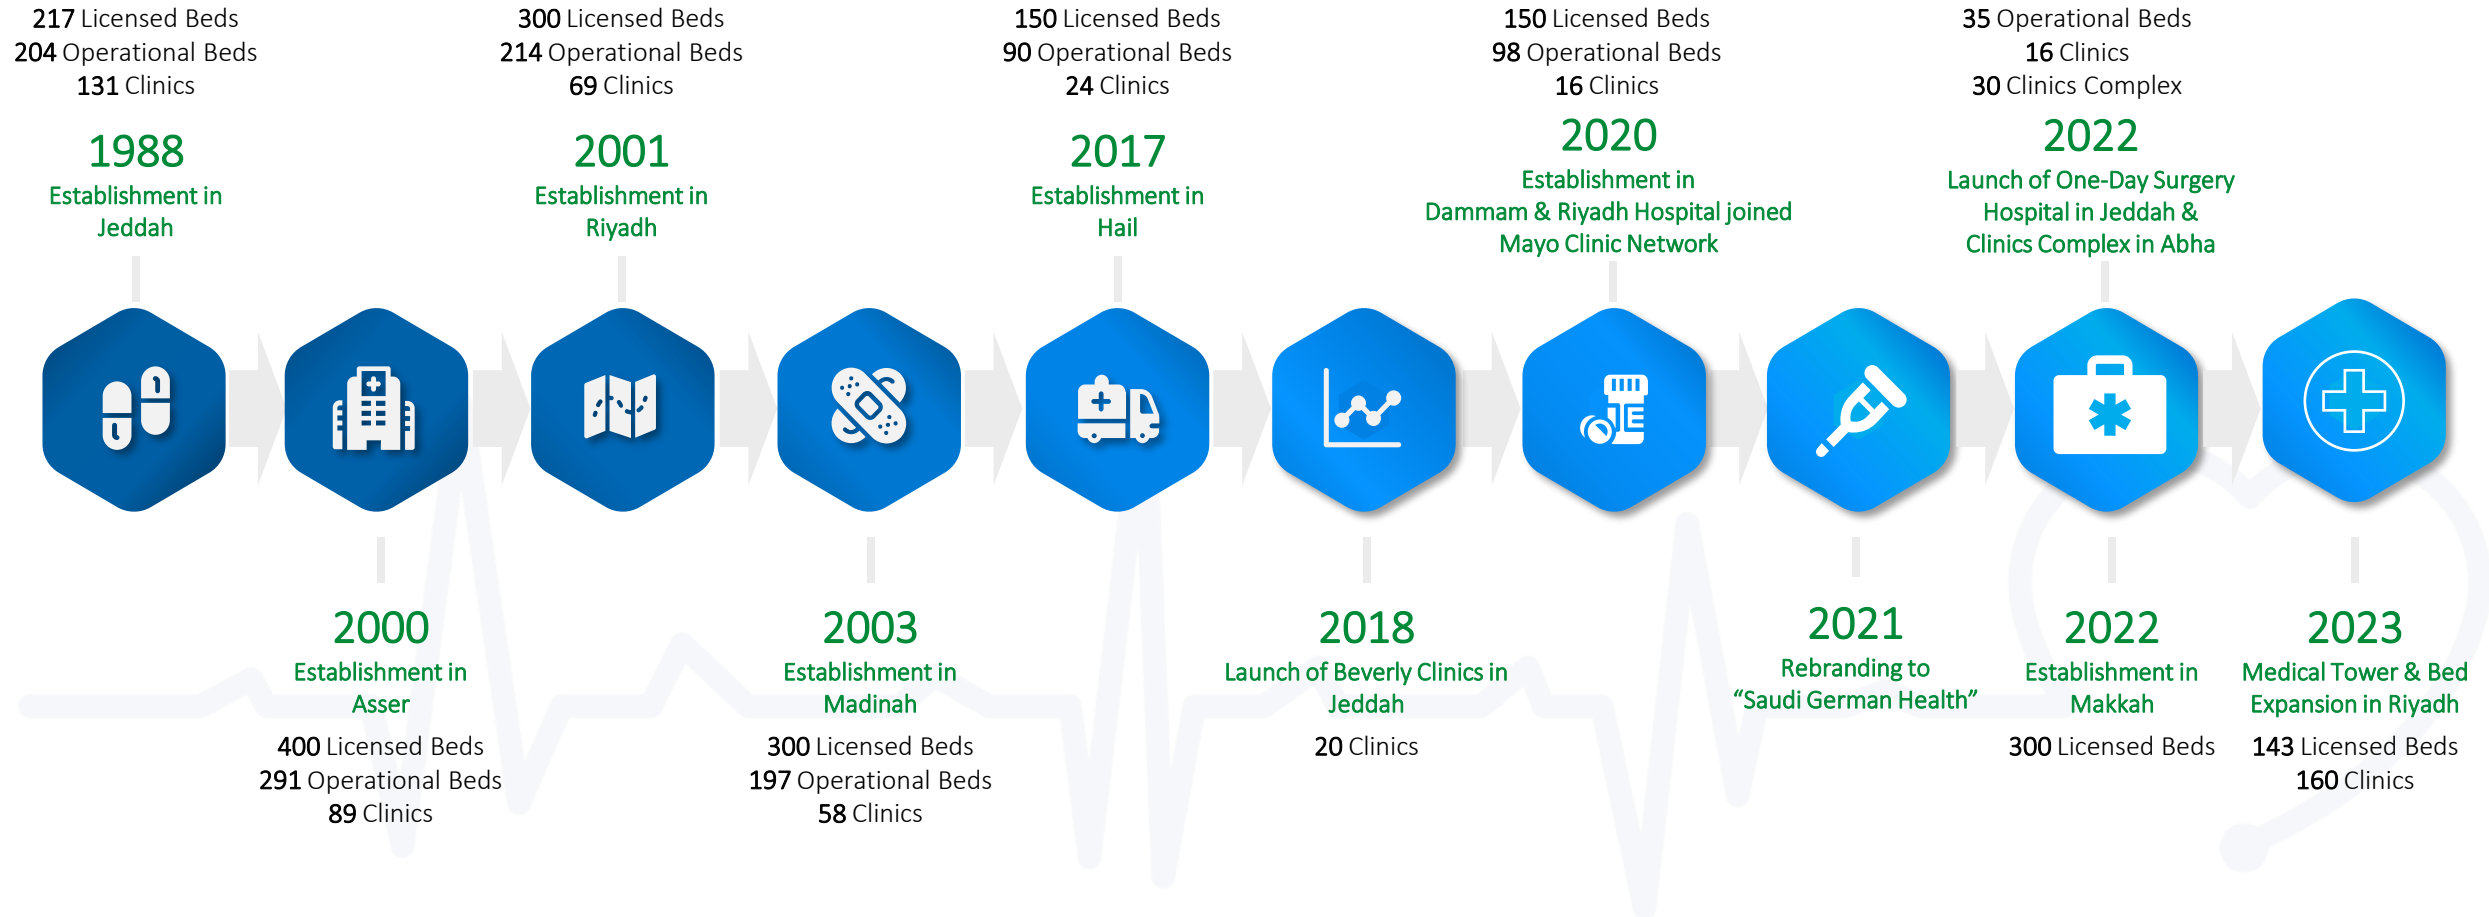 217 Licensed Beds
204 Operational Beds
131 Clinics
1988
Establishment in
Jeddah
2000
Establishment in
Asser
400 Licensed Beds
291 Operational Beds
89 Clinics
300 Licensed Beds
214 Operational Beds
69 Clinics
2001
Establishment in
Riyadh
2003
Establishment in
Madinah
300 Licensed Beds
197 Operational Beds
58 Clinics
150 Licensed Beds
90 Operational Beds
24 Clinics
2017
Establishment in
Hail
2018
Launch of Beverly Clinics in
Jeddah
20 Clinics
150 Licensed Beds
98 Operational Beds
16 Clinics
2020
Establishment in
Dammam & Riyadh Hospital joined
Mayo Clinic Network
2021
Rebranding to
“Saudi German Health”
35 Operational Beds
16 Clinics
30 Clinics Complex
2022
Launch of One-Day Surgery
Hospital in Jeddah &
Clinics Complex in Abha
2022
Establishment in
Makkah
300 Licensed Beds
2023
Medical Tower & Bed
Expansion in Riyadh
143 Licensed Beds
160 Clinics